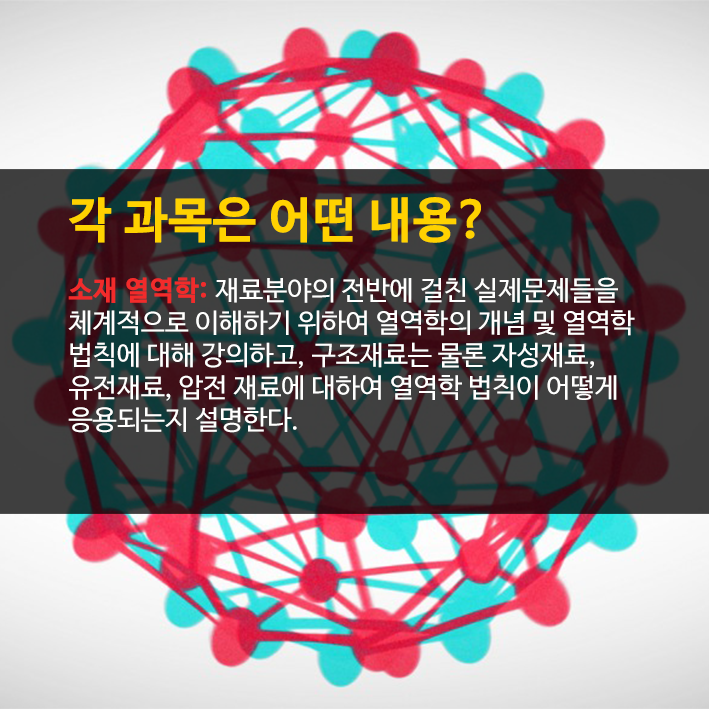 각 과목은 어떤 내용?
소재 열역학: 재료분야의 전반에 걸친 실제문제들을
체계적으로 이해하기 위하여 열역학의 개념 및 열역학
법칙에 대해 강의하고, 구조재료는 물론 자성재료,
유전재료, 압전 재료에 대하여 열역학 법칙이 어떻게
응용되는지 설명한다.